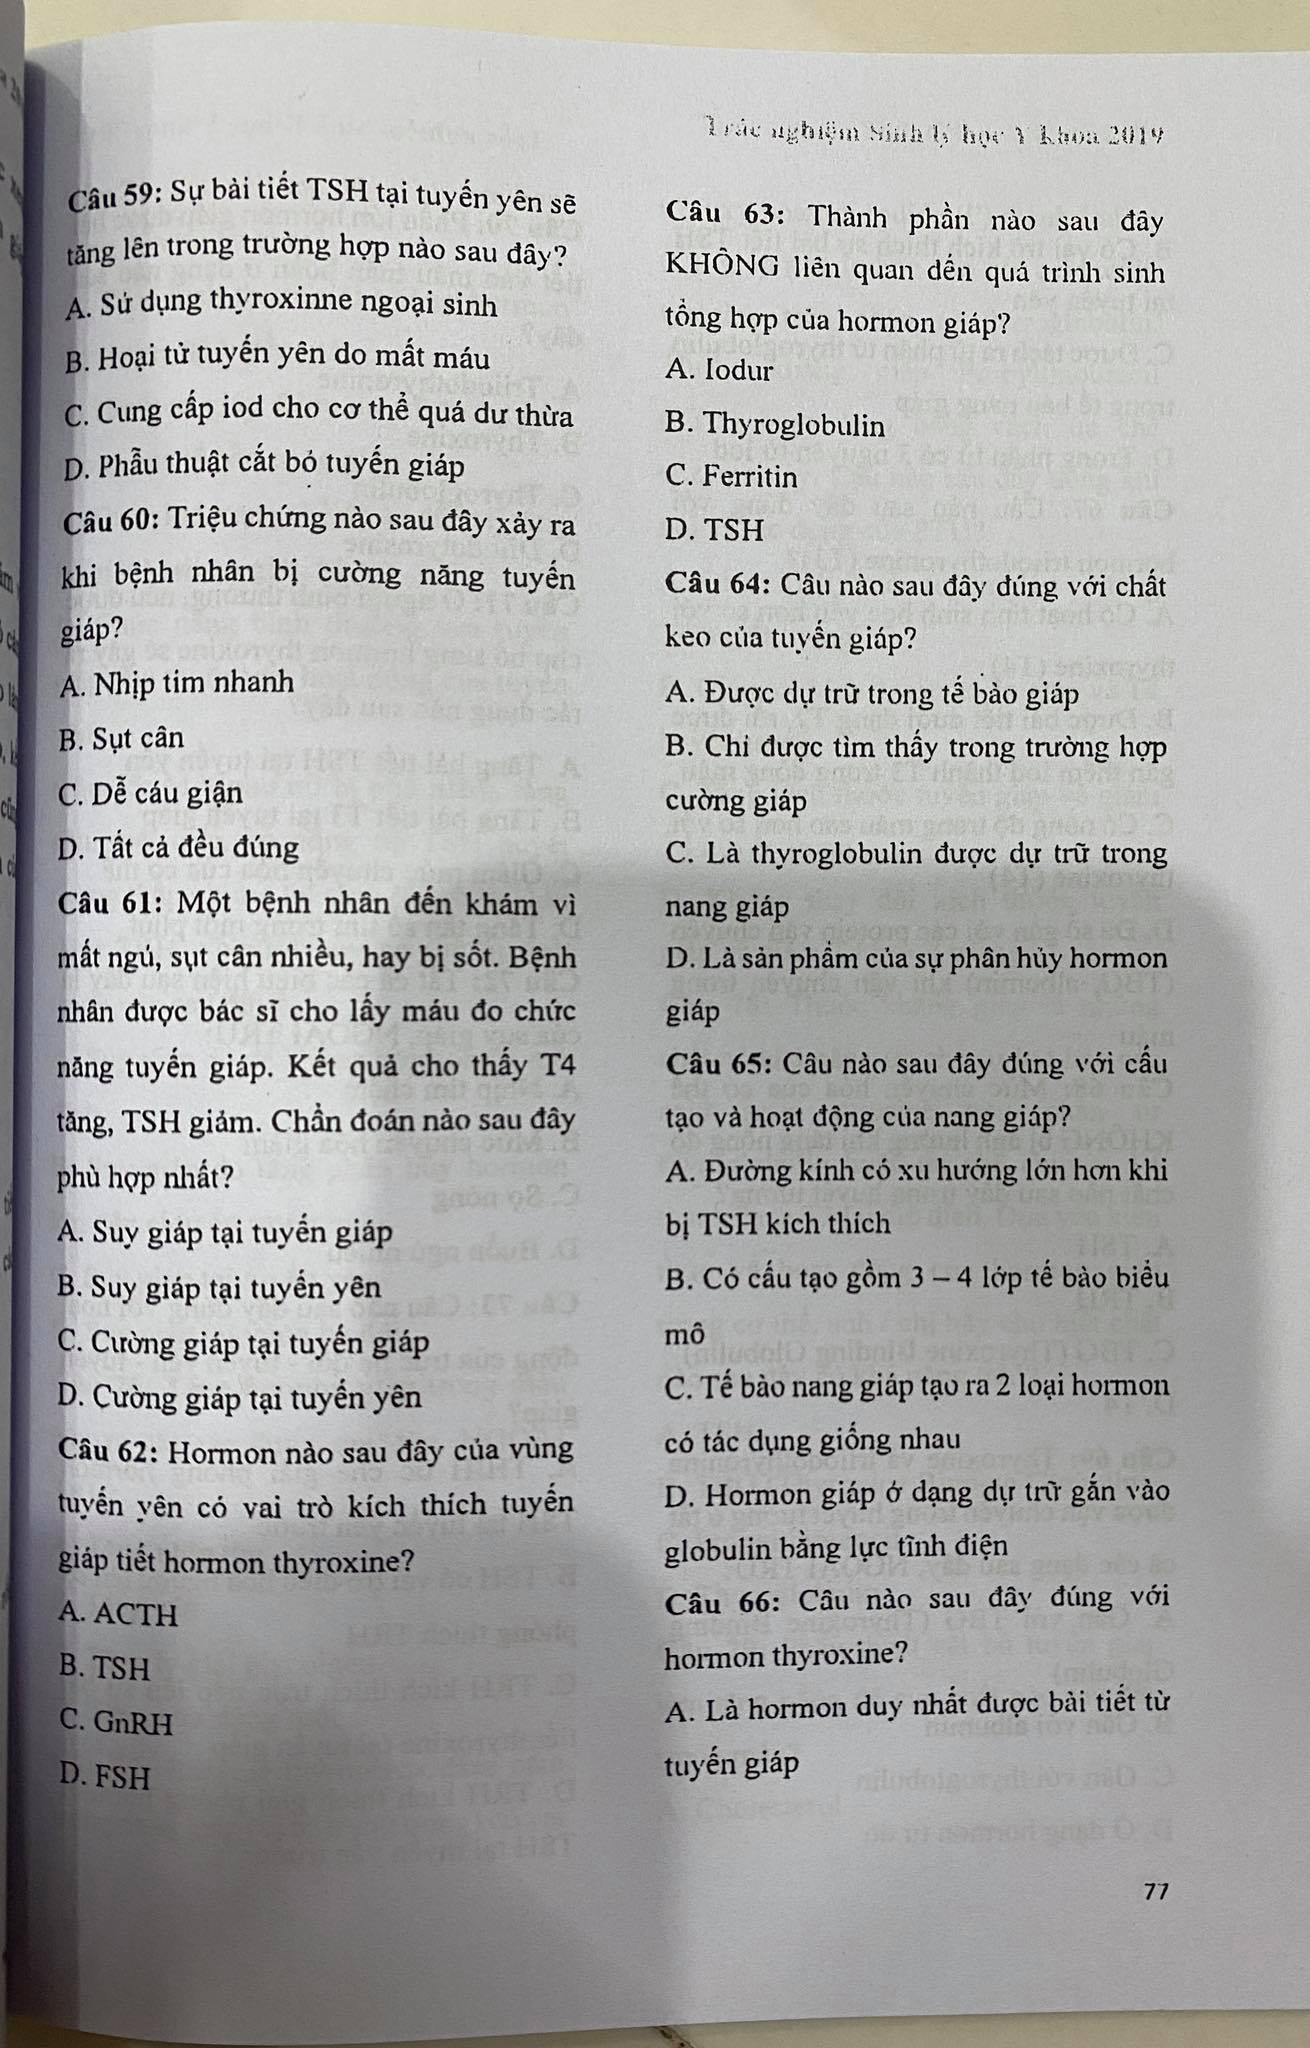 Trắc nghiệm Sinh lý học Y Khoa 2019
Câu 59: Sự bài tiết TSH tại tuyến yên sẽ
tăng lên trong trường hợp nào sau đây?
A. Sử dụng thyroxinne ngoại sinh
B. Hoại tử tuyến yên do mất máu
C. Cung cấp iod cho cơ thể quá dư thừa
D. Phẫu thuật cắt bỏ tuyến giáp
Câu 60: Triệu chứng nào sau đây xảy ra
khi bệnh nhân bị cường năng tuyến
giáp?
A. Nhịp tim nhanh
B. Sụt cân
C. Dễ cáu giận
D. Tất cả đều đúng
Câu 61: Một bệnh nhân đến khám vì
mất ngủ, sụt cân nhiều, hay bị sốt. Bệnh
nhân được bác sĩ cho lấy máu đo chức
năng tuyến giáp. Kết quả cho thấy T4
tăng, TSH giảm. Chẩn đoán nào sau đây
phù hợp nhất?
A. Suy giáp tại tuyến giáp
B. Suy giáp tại tuyến yên
C. Cường giáp tại tuyến giáp
D. Cường giáp tại tuyến yên
Câu 62: Hormon nào sau đây của vùng
tuyến yên có vai trò kích thích tuyến
giáp tiết hormon thyroxine?
A. ACTH
B. TSH
C. GnRH
D. FSH
Câu 63: Thành phần nào sau đây
KHÔNG liên quan đến quá trình sinh
tổng hợp của hormon giáp?
A. Iodur
B. Thyroglobulin
C. Ferritin
D. TSH
Câu 64: Câu nào sau đây đúng với chất
keo của tuyến giáp?
A. Được dự trữ trong tế bào giáp
B. Chỉ được tìm thấy trong trường hợp
cường giáp
C. Là thyroglobulin được dự trữ trong
nang giáp
D. Là sản phẩm của sự phân hủy hormon
giáp
Câu 65: Câu nào sau đây đúng với cấu
tạo và hoạt động của nang giáp?
A. Đường kính có xu hướng lớn hơn khi
bị TSH kích thích
B. Có cấu tạo gồm 3 – 4 lớp tế bào biểu
mô
C. Tế bào nang giáp tạo ra 2 loại hormon
có tác dụng giống nhau
D. Hormon giáp ở dạng dự trữ gắn vào
globulin bằng lực tĩnh điện
Câu 66: Câu nào sau đây đúng với
hormon thyroxine?
A. Là hormon duy nhất được bài tiết từ
tuyến giáp
77